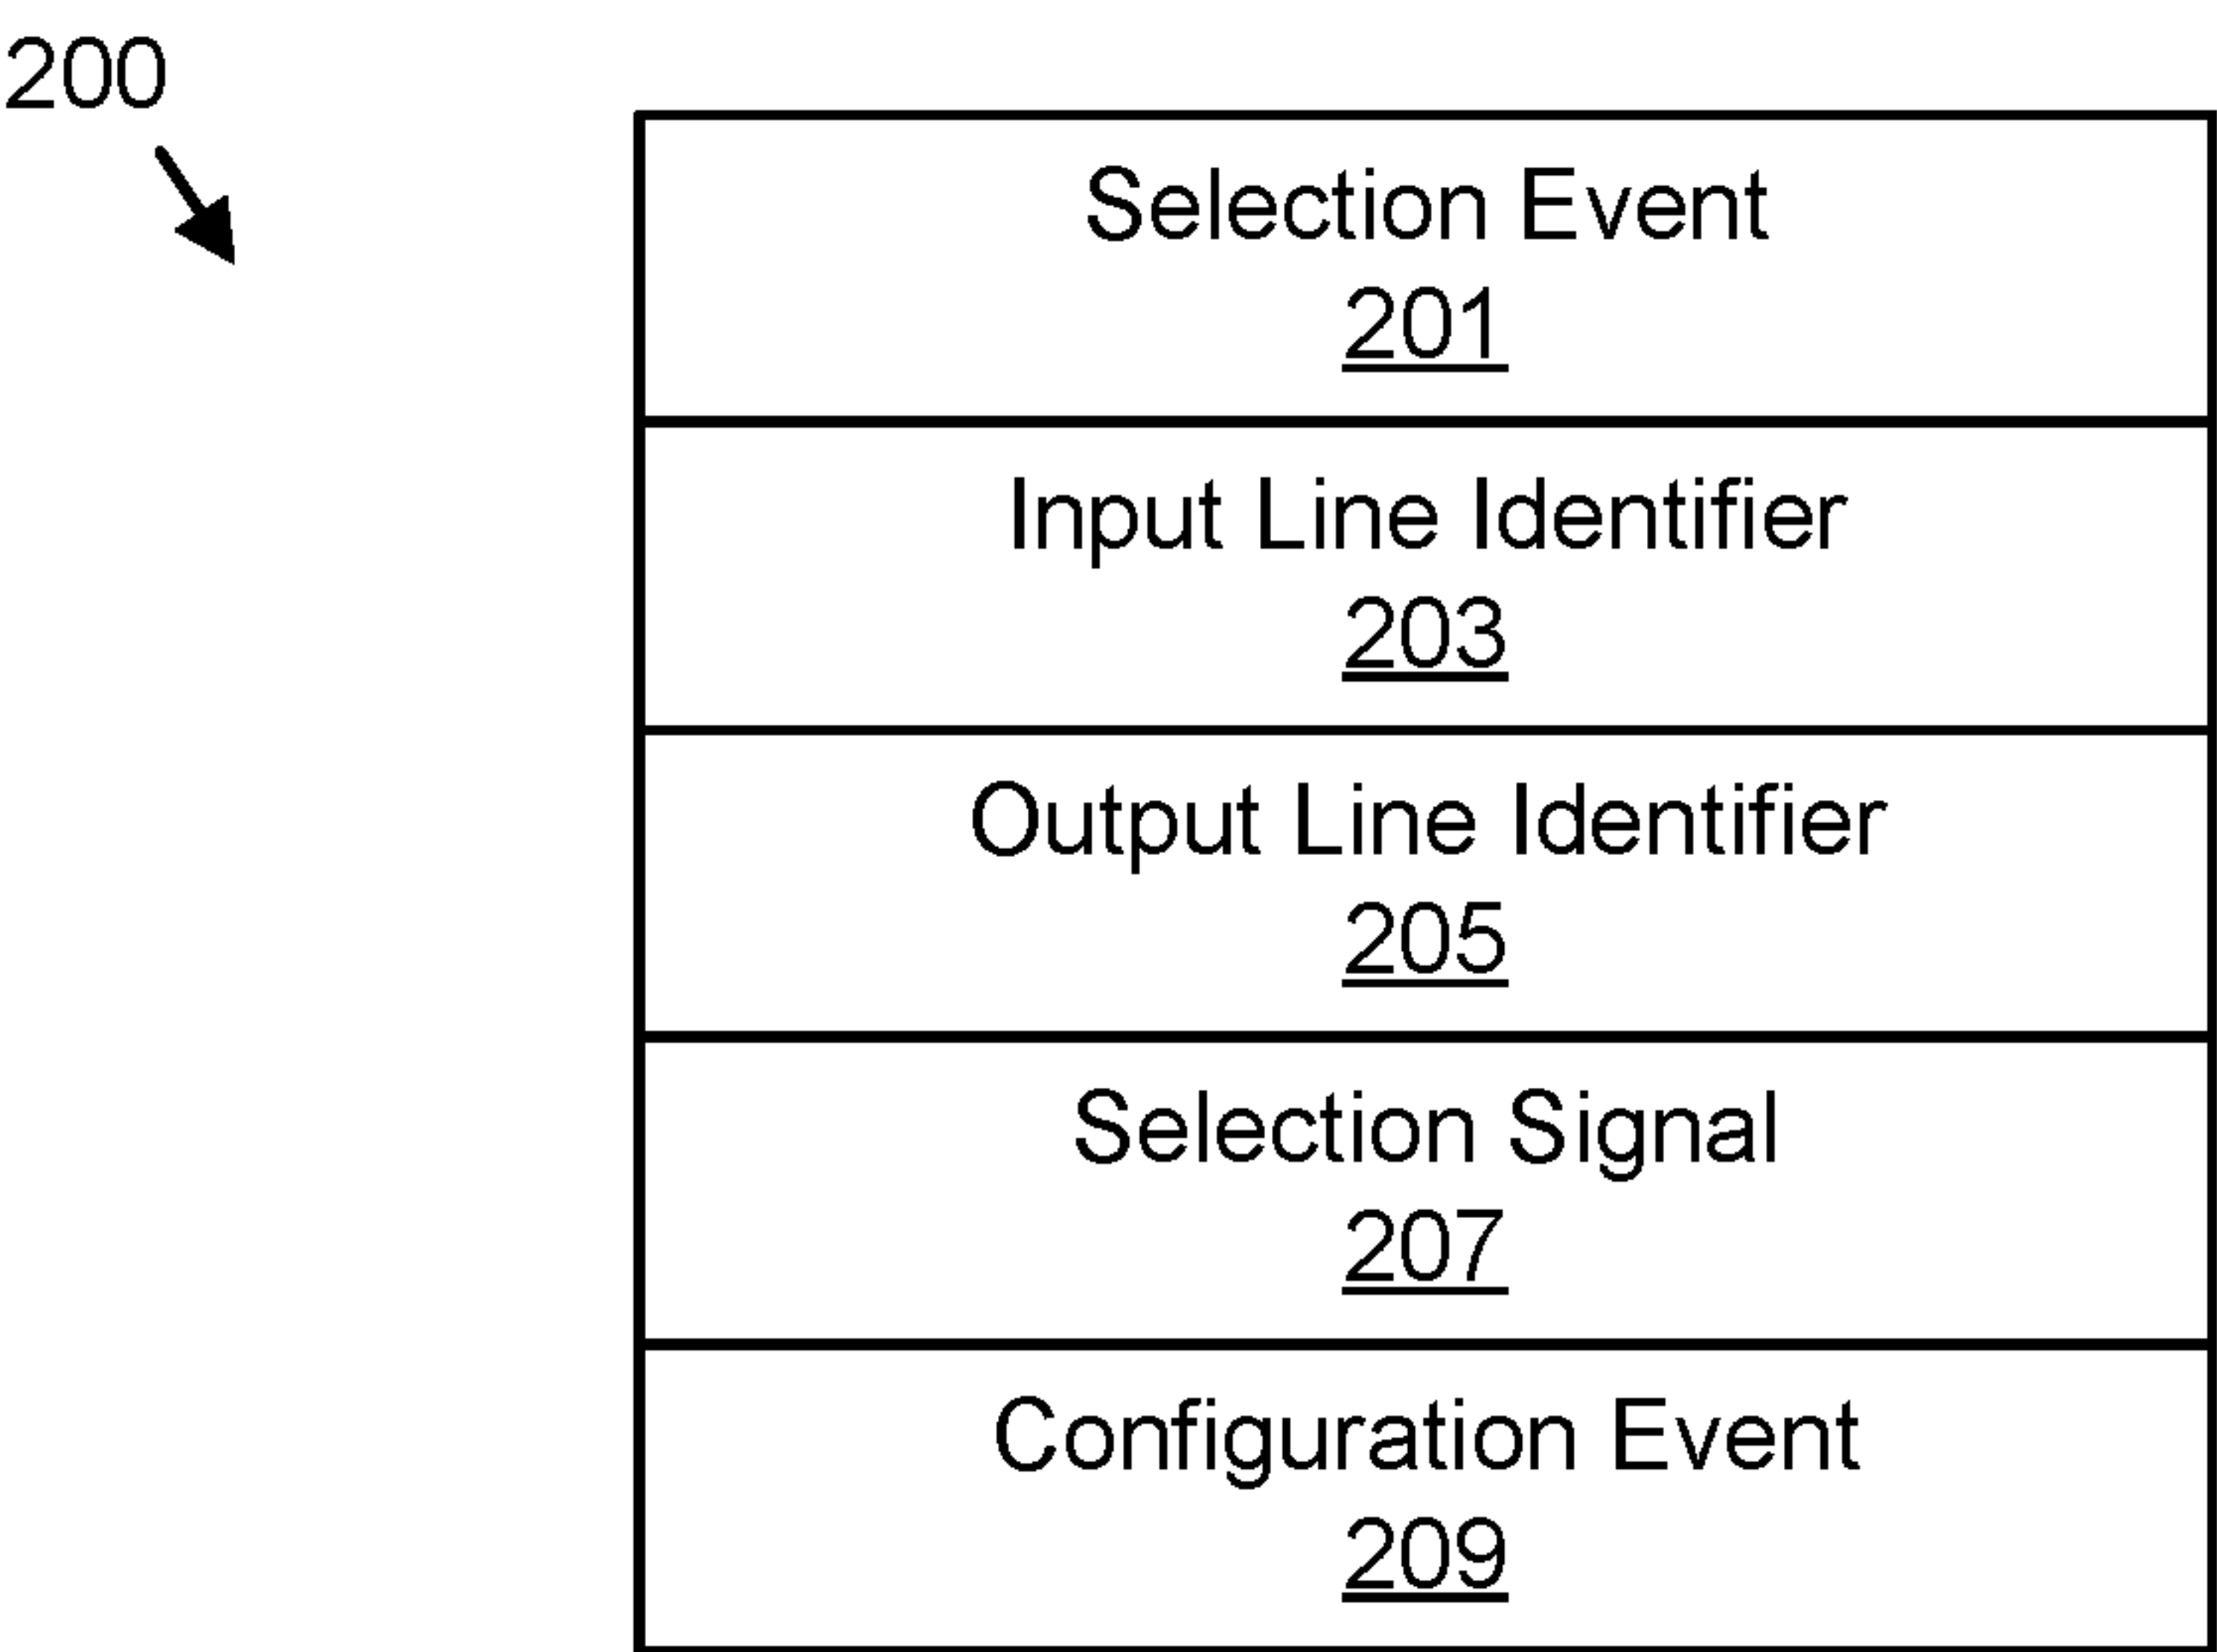 200
Selection Event
201
Input Line Identifier
203
Output Line Identifier
205
Selection Signal
207
Configuration Event
209